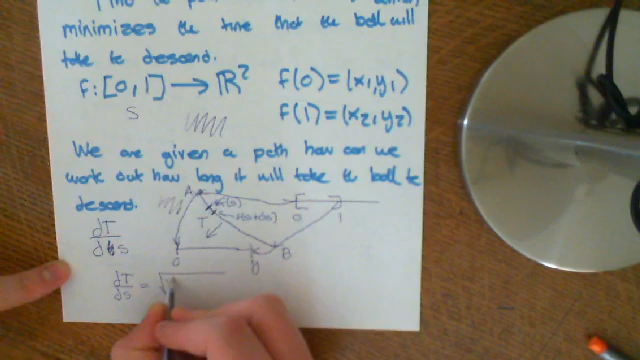 minimizes the time that the ball will
take to descend.
f: [0,1] → ℝ² f(0) = (x₁,y₁)
S f(1) = (x₂,y₂)
We are given a path how can we
work out how long it will take the ball to
descend.
A f(s) 0 1
T f(s+ds)
dT/ds
B
dT/ds = √